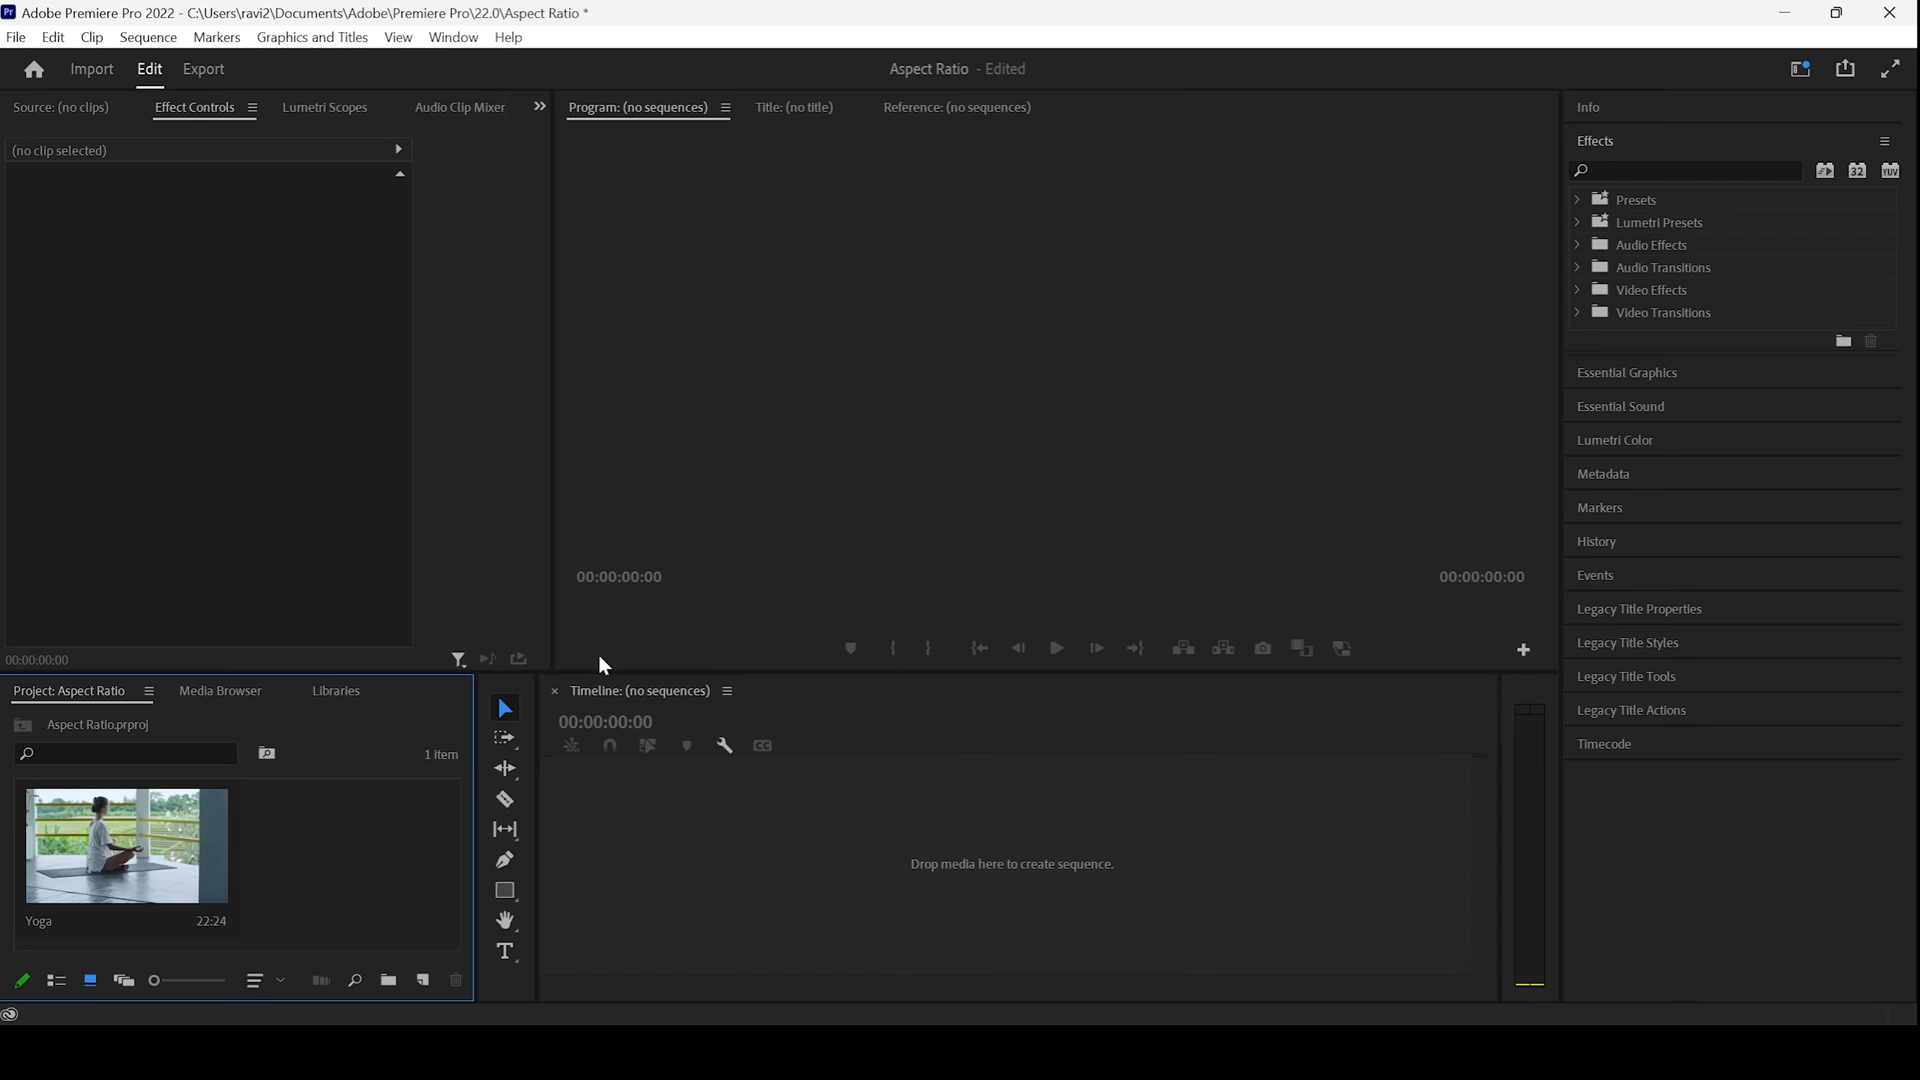 Adobe Premiere Pro 2022 - C:\Users\ravi2\Documents\Adobe\Premiere Pro\22.0\Aspect Ratio *
File Edit Clip Sequence Markers Graphics and Titles View Window Help
Import Edit Export Aspect Ratio - Edited
Source: (no clips) Effect Controls Lumetri Scopes Audio Clip Mixer
Program: (no sequences) Title: (no title) Reference: (no sequences)
Info
(no clip selected)
Effects
32 YUV
Presets
Lumetri Presets
Audio Effects
Audio Transitions
Video Effects
Video Transitions
Essential Graphics
Essential Sound
Lumetri Color
Metadata
Markers
History
Events
Legacy Title Properties
Legacy Title Styles
Legacy Title Tools
Legacy Title Actions
Timecode
00:00:00:00 00:00:00:00
00:00:00:00
Project: Aspect Ratio Media Browser Libraries
Aspect Ratio.prproj
1 item
Yoga 22:24
Timeline: (no sequences)
00:00:00:00
CC
Drop media here to create sequence.